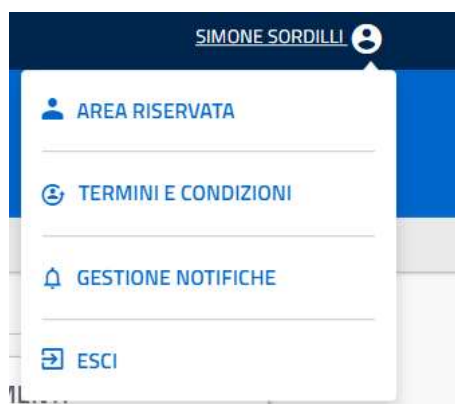 SIMONE SORDILLI
AREA RISERVATA
TERMINI E CONDIZIONI
GESTIONE NOTIFICHE
ESCI